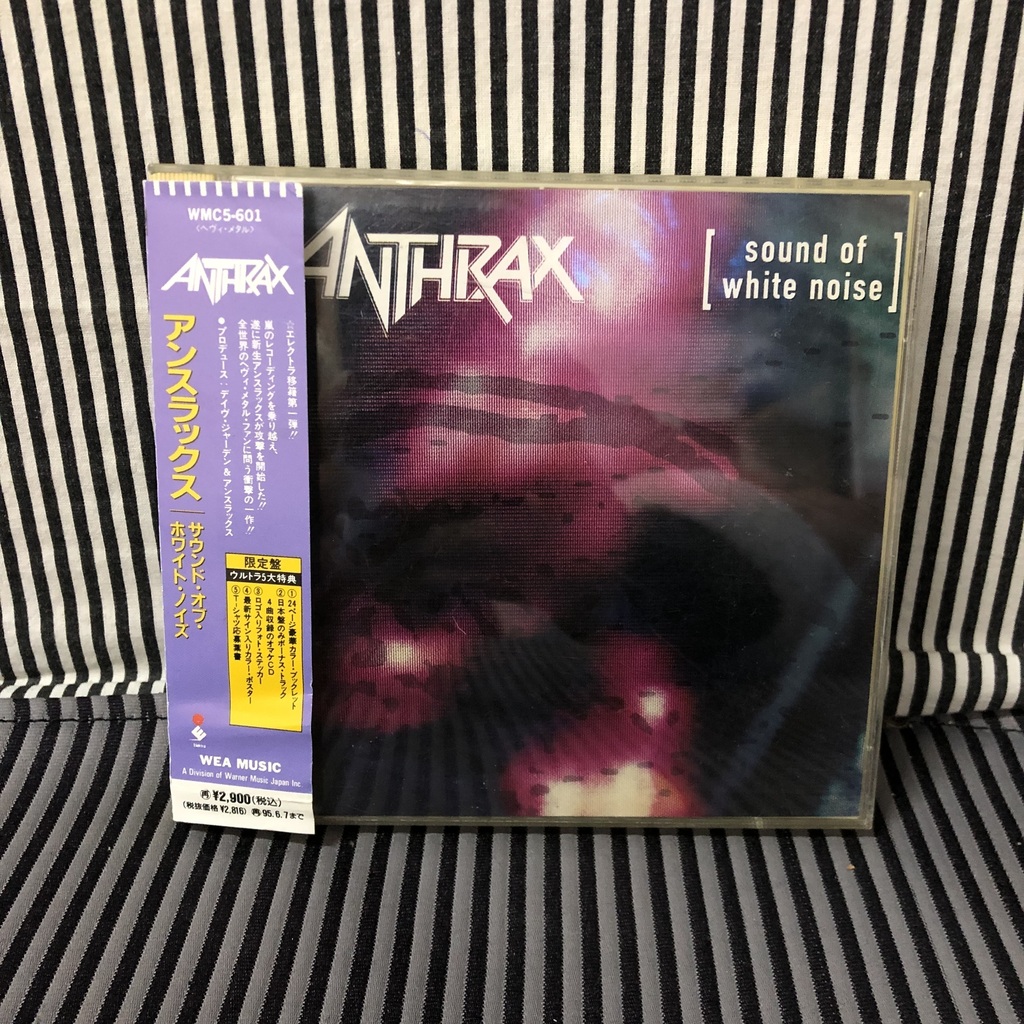 WMC5-601
〈ヘヴィ・メタル〉
ANTHRAX
アンスラックス
サウンド・オブ・
ホワイト・ノイズ
☆エレクトラ移籍第一弾!!
嵐のレコーディングを乗り越え、
遂に新生アンスラックスが攻撃を開始した!!
全世界のヘヴィ・メタル・ファンに問う衝撃の一作!!
●プロデュース:デイヴ・ジャーデン&アンスラックス
限定盤
ウルトラ5大特典
①24ページ豪華カラー・ブックレット
②日本盤のみボーナス・トラック
4曲収録のオマケCD
③ロゴ入りフォト・ステッカー
④最新サイン入りカラー・ポスター
⑤T-シャツ応募葉書
WEA MUSIC
A Division of Warner Music Japan Inc.
再¥2,900(税込)
(税抜価格 ¥2,816) 再95.6.7まで
ANTHRAX
[sound of
white noise]